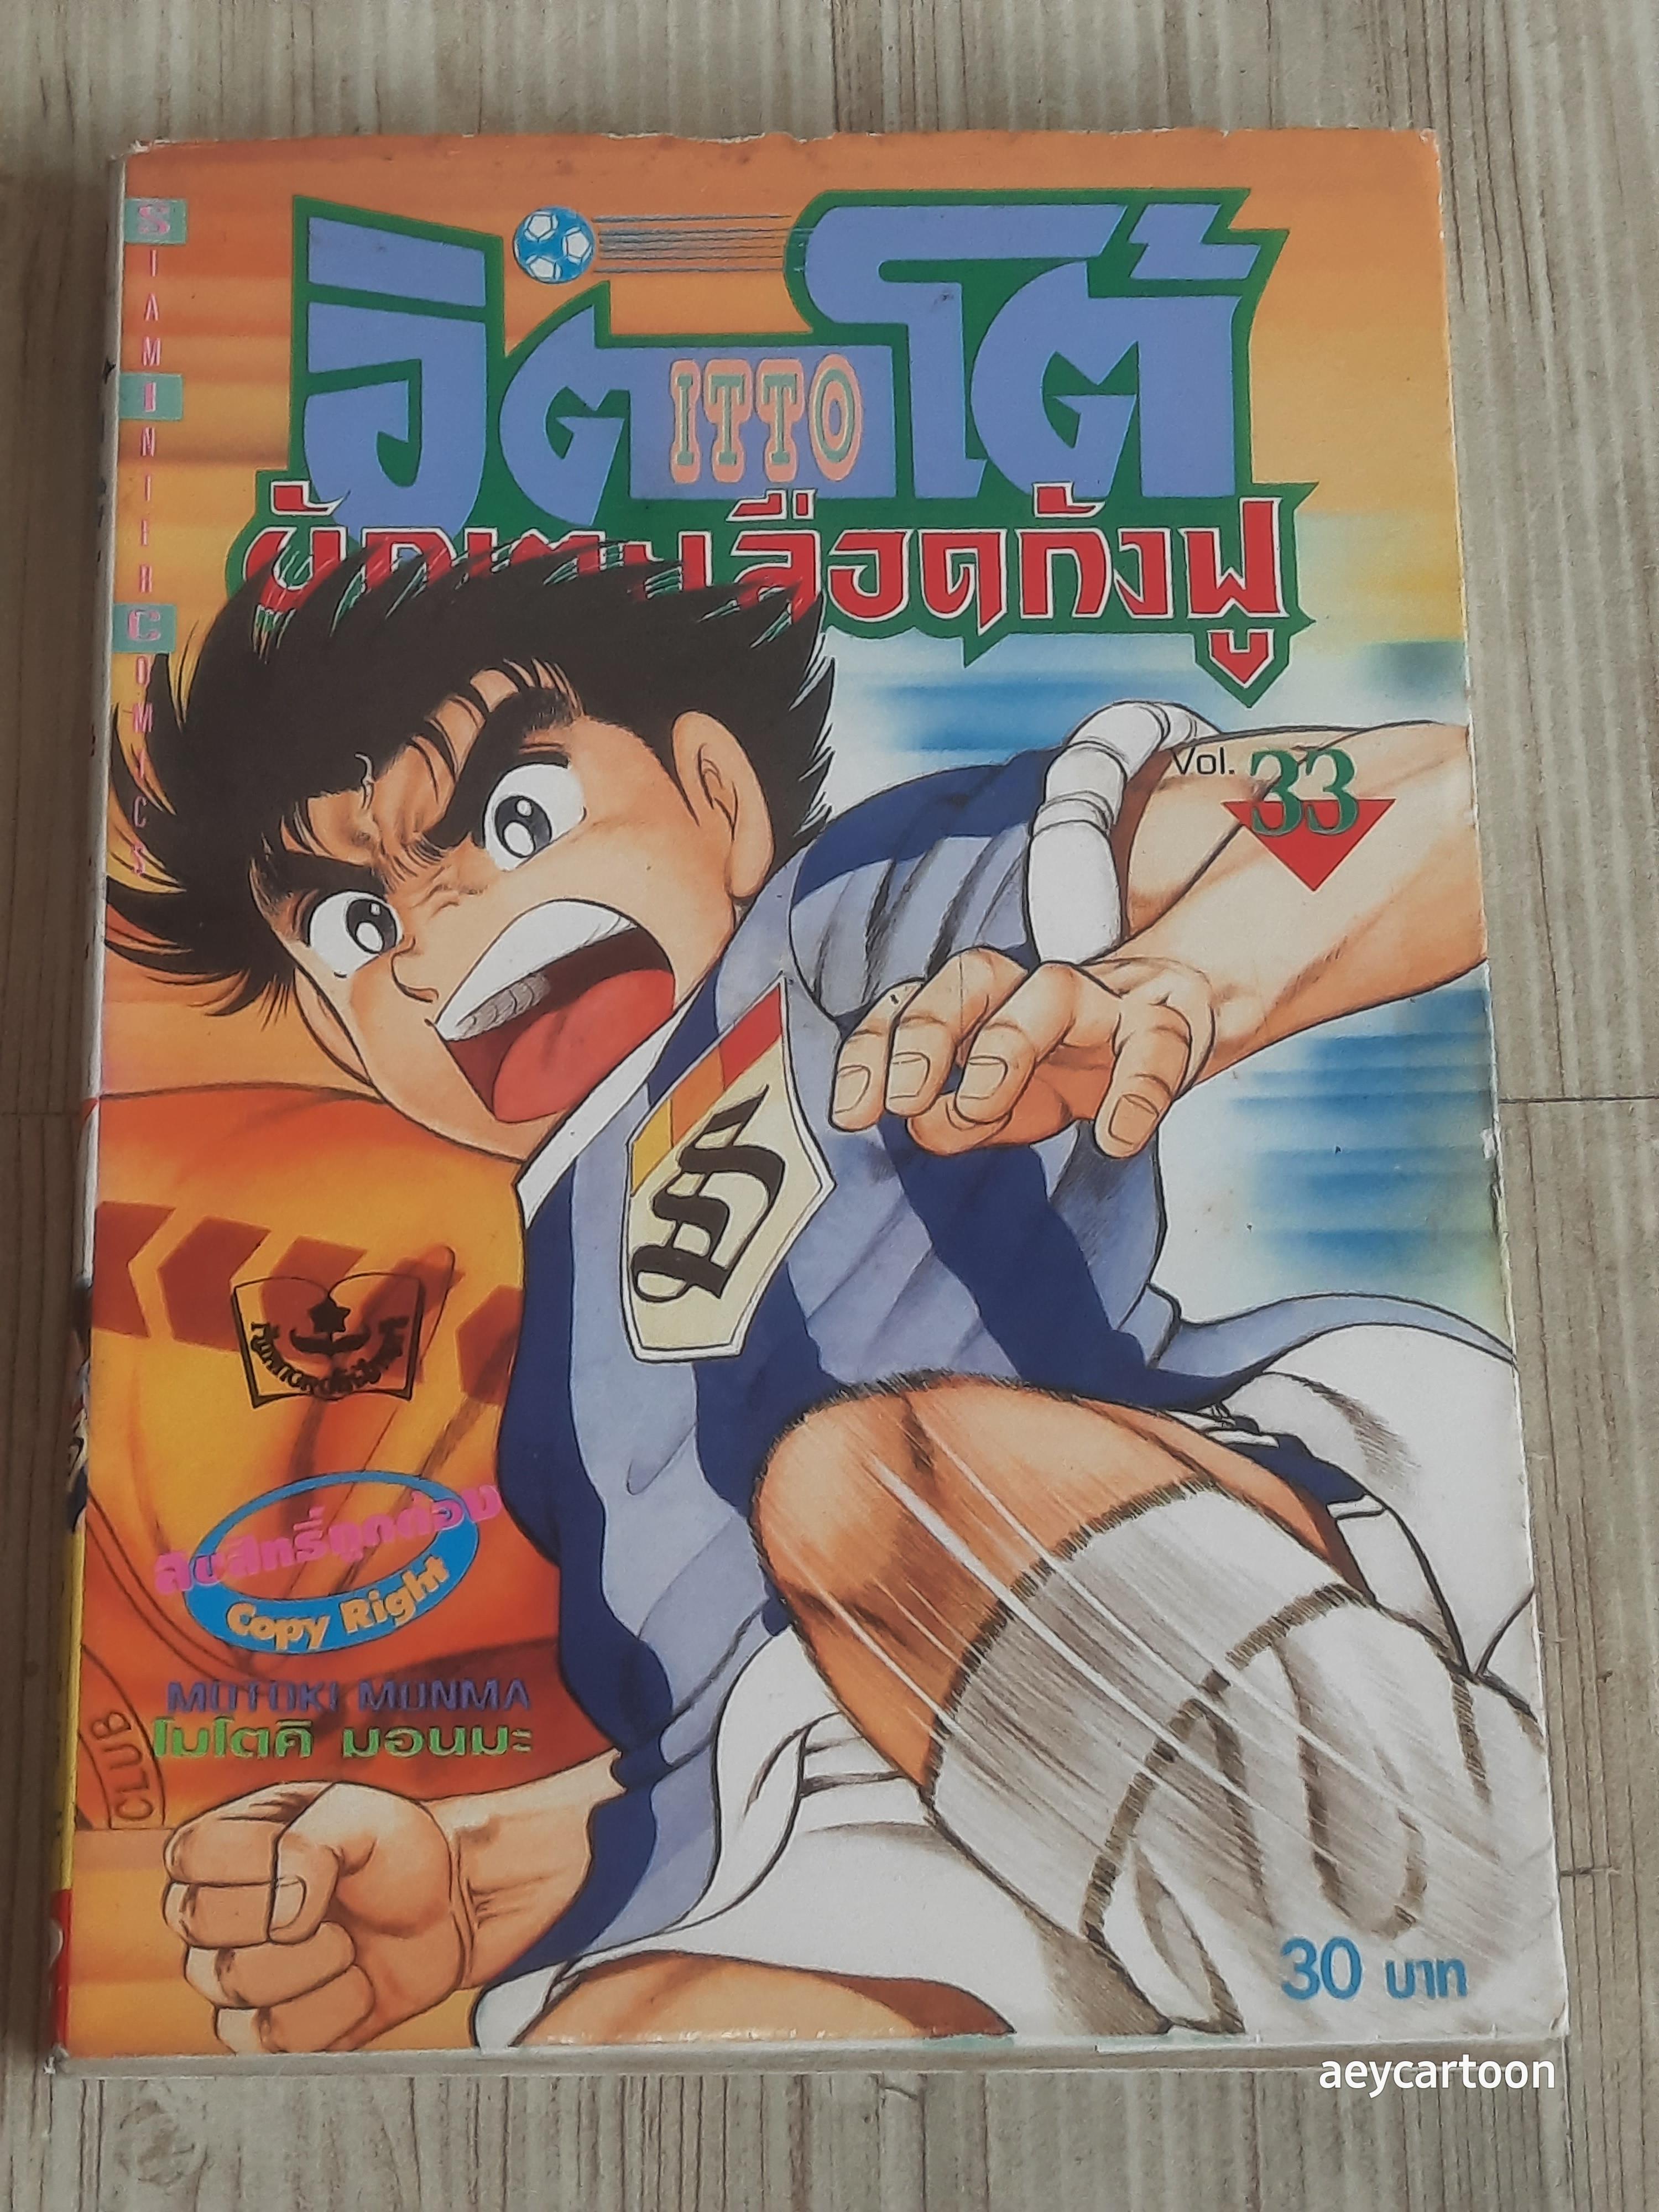 SIAM INTER COMICS
อิตโต้
ITTO
นักเตะเลือดกังฟู
Vol. 33
ลิขสิทธิ์ถูกต้อง
Copy Right
MOTOKI MONMA
โมโตคิ มอนมะ
CLUB
30 บาท
aeycartoon